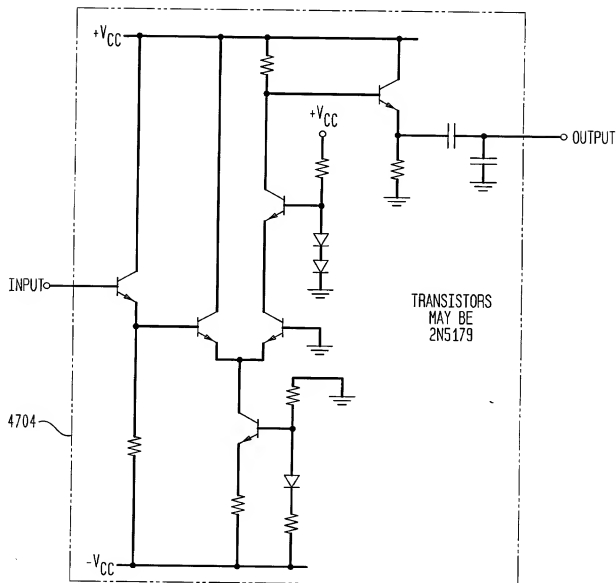 +VCC
+VCC
OUTPUT
INPUT
TRANSISTORS
MAY BE
2N5179
4704
-VCC